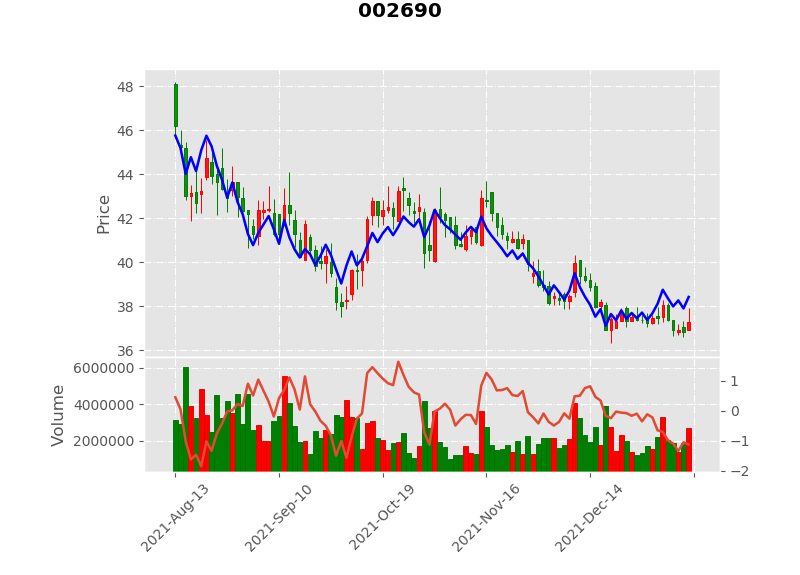 002690
48
46
44
42
40
38
36
Price
6000000
4000000
2000000
Volume
1
0
−1
−2
2021-Aug-13
2021-Sep-10
2021-Oct-19
2021-Nov-16
2021-Dec-14